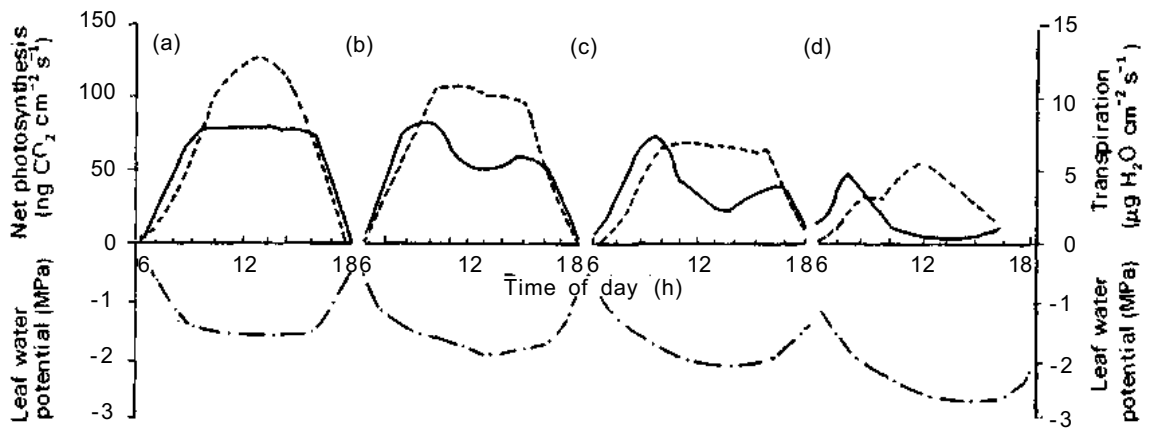 Net photosynthesis
(ng CO₂ cm⁻² s⁻¹)
150
100
50
0
(a)
(b)
(c)
(d)
15
10
5
0
Transpiration
(µg H₂O cm⁻² s⁻¹)
6
12
18
6
12
18
6
12
18
6
12
18
Time of day (h)
Leaf water
potential (MPa)
-1
-2
-3
-1
-2
-3
Leaf water
potential (MPa)